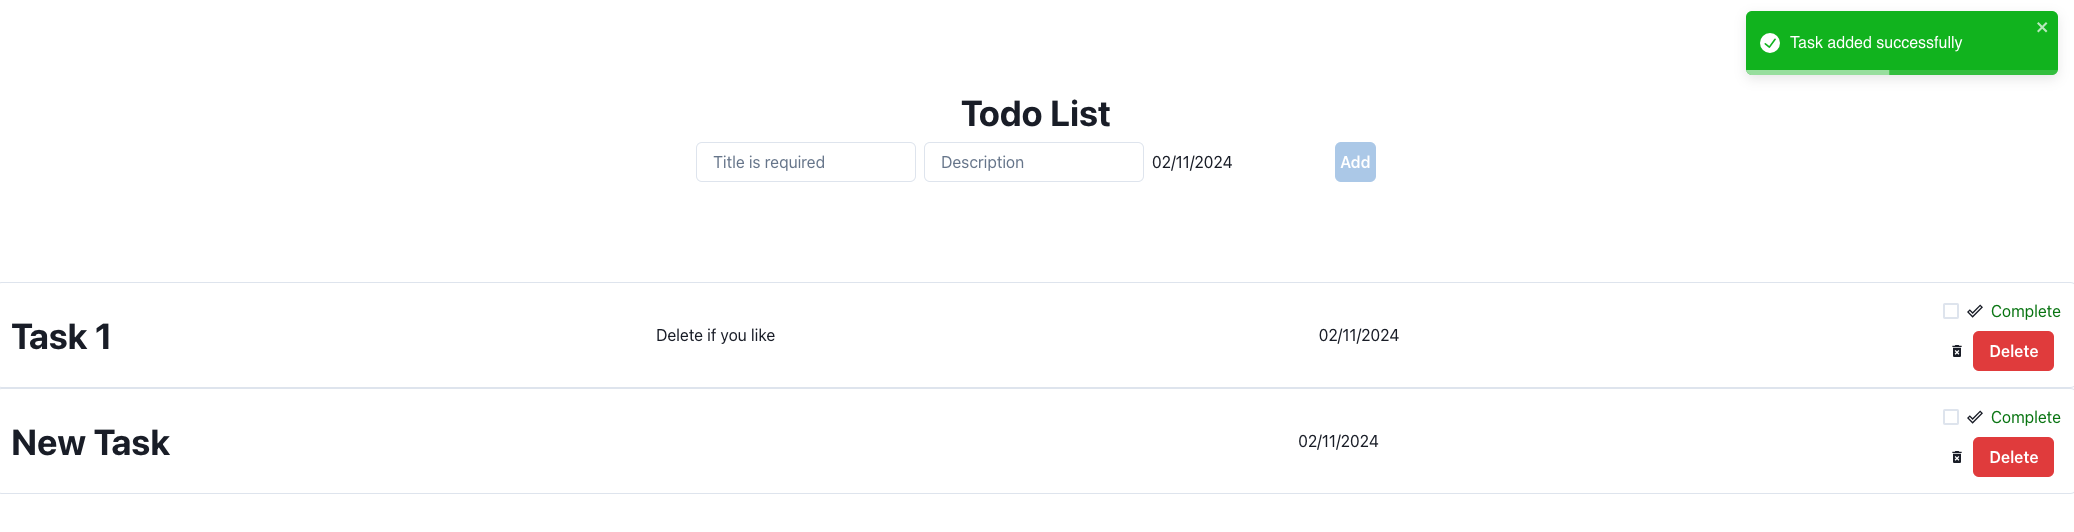 Task added successfully
Todo List
Title is required Description 02/11/2024 Add
Complete
Task 1 Delete if you like 02/11/2024
Delete
Complete
New Task 02/11/2024
Delete